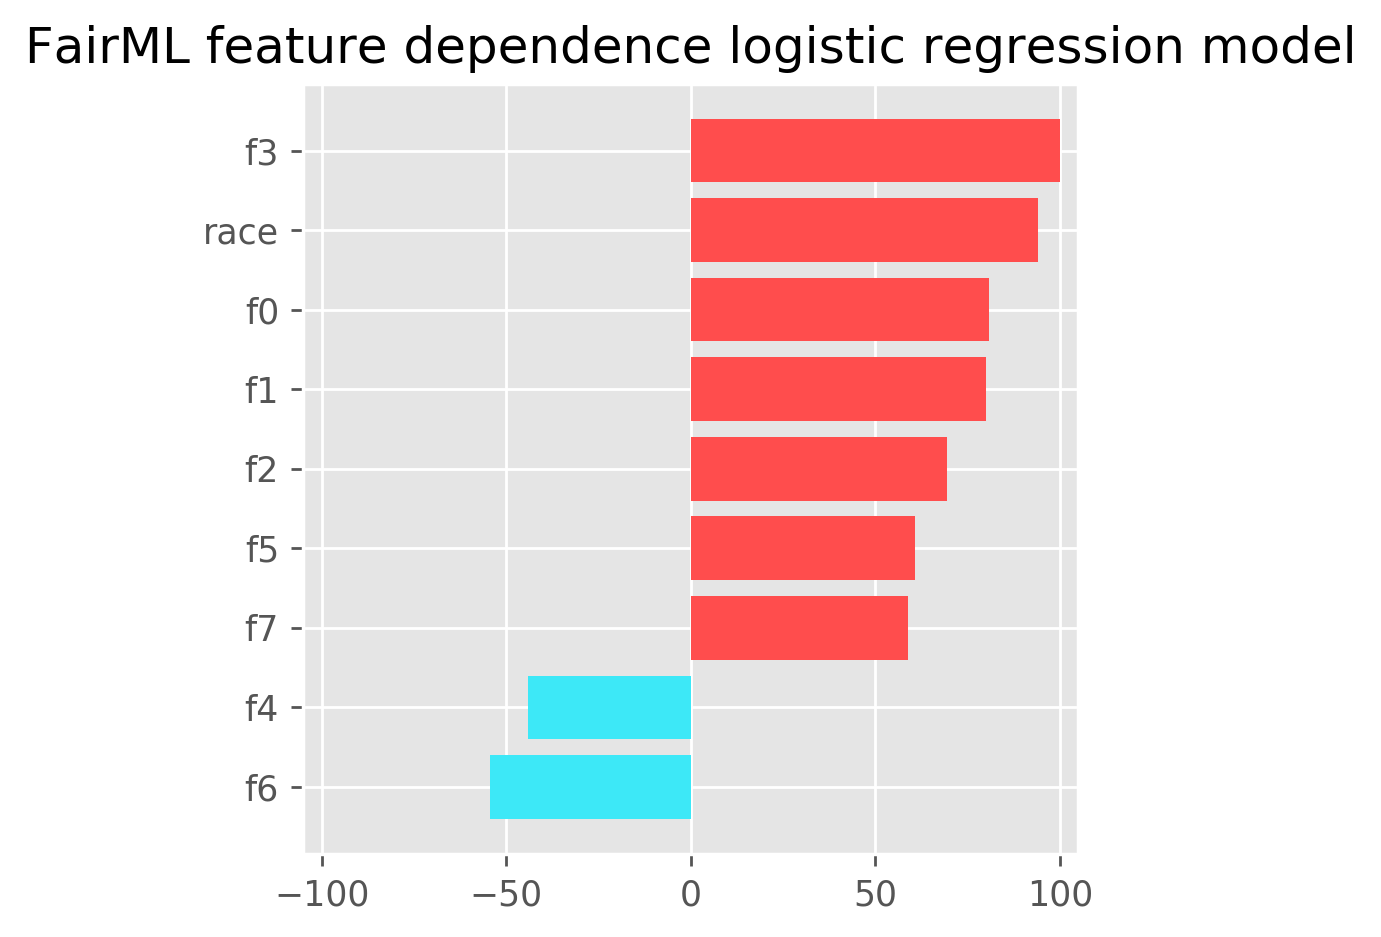 FairML feature dependence logistic regression model
f3
race
f0
f1
f2
f5
f7
f4
f6
−100 −50 0 50 100